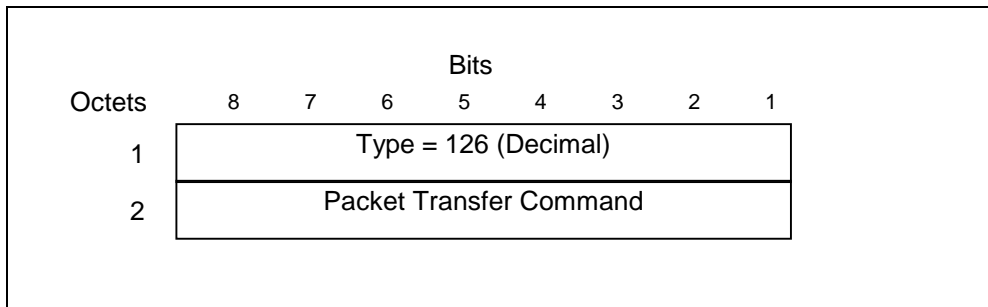 Bits
Octets 8 7 6 5 4 3 2 1
1 Type = 126 (Decimal)
2 Packet Transfer Command